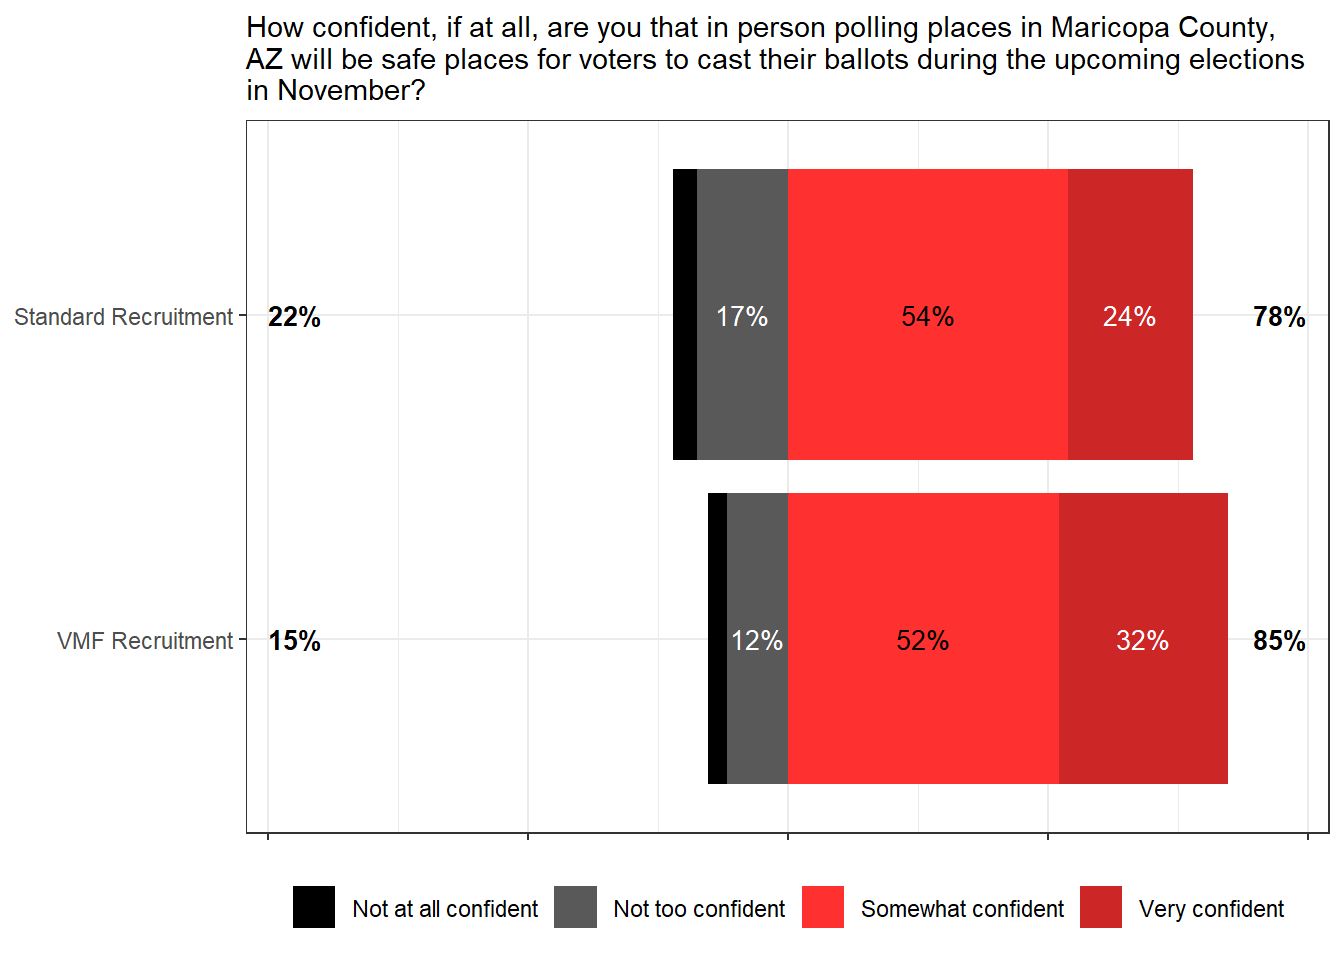 How confident, if at all, are you that in person polling places in Maricopa County,
AZ will be safe places for voters to cast their ballots during the upcoming elections
in November?
Standard Recruitment 22% 17% 54% 24% 78%
VMF Recruitment 15% 12% 52% 32% 85%
Not at all confident Not too confident Somewhat confident Very confident